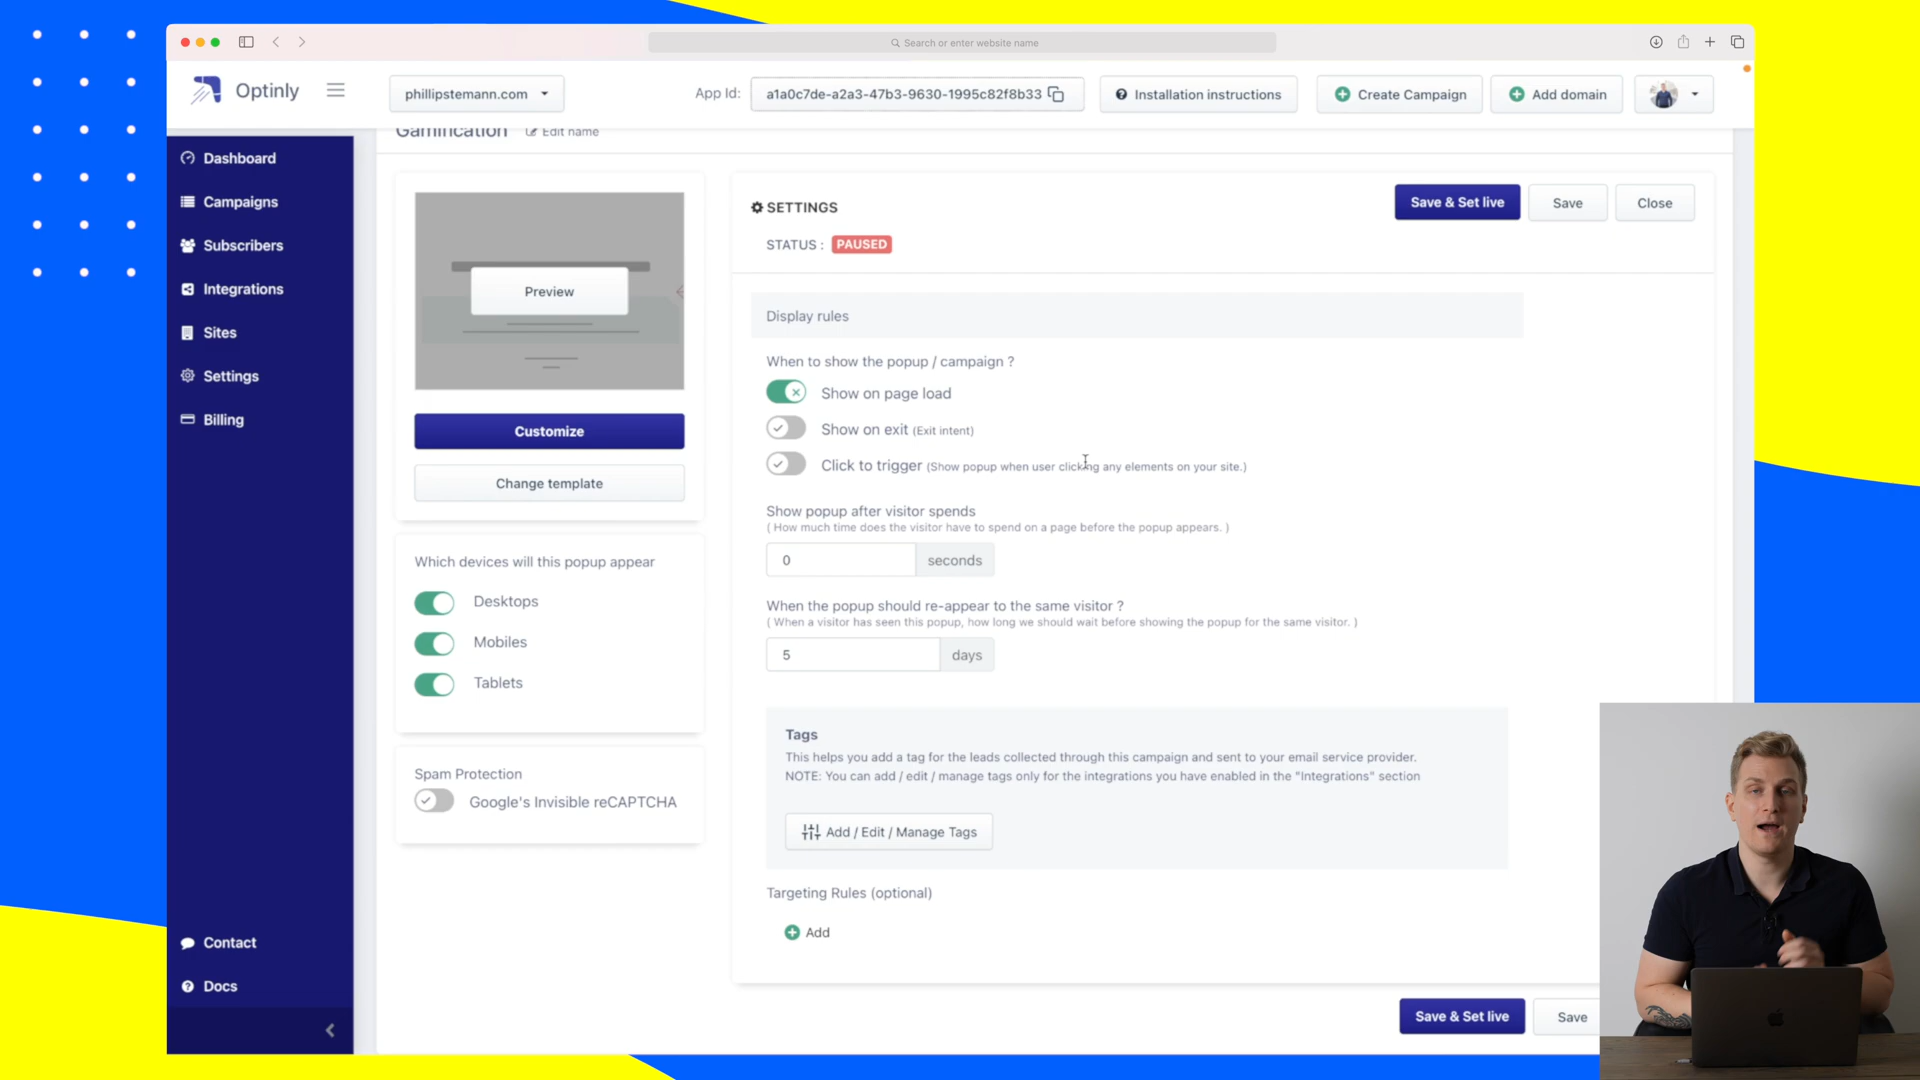 Search or enter website name
Optinly
phillipstemann.com
App Id:
a1a0c7de-a2a3-47b3-9630-1995c82f8b33
Installation instructions
Create Campaign
Add domain
Gamification
Edit name
Dashboard
Campaigns
Subscribers
Integrations
Sites
Settings
Billing
Contact
Docs
Preview
Customize
Change template
Which devices will this popup appear
Desktops
Mobiles
Tablets
Spam Protection
Google's Invisible reCAPTCHA
SETTINGS
Save & Set live
Save
Close
STATUS : PAUSED
Display rules
When to show the popup / campaign ?
Show on page load
Show on exit (Exit intent)
Click to trigger (Show popup when user clicking any elements on your site.)
Show popup after visitor spends
( How much time does the visitor have to spend on a page before the popup appears. )
0 seconds
When the popup should re-appear to the same visitor ?
( When a visitor has seen this popup, how long we should wait before showing the popup for the same visitor. )
5 days
Tags
This helps you add a tag for the leads collected through this campaign and sent to your email service provider.
NOTE: You can add / edit / manage tags only for the integrations you have enabled in the "Integrations" section
Add / Edit / Manage Tags
Targeting Rules (optional)
Add
Save & Set live
Save